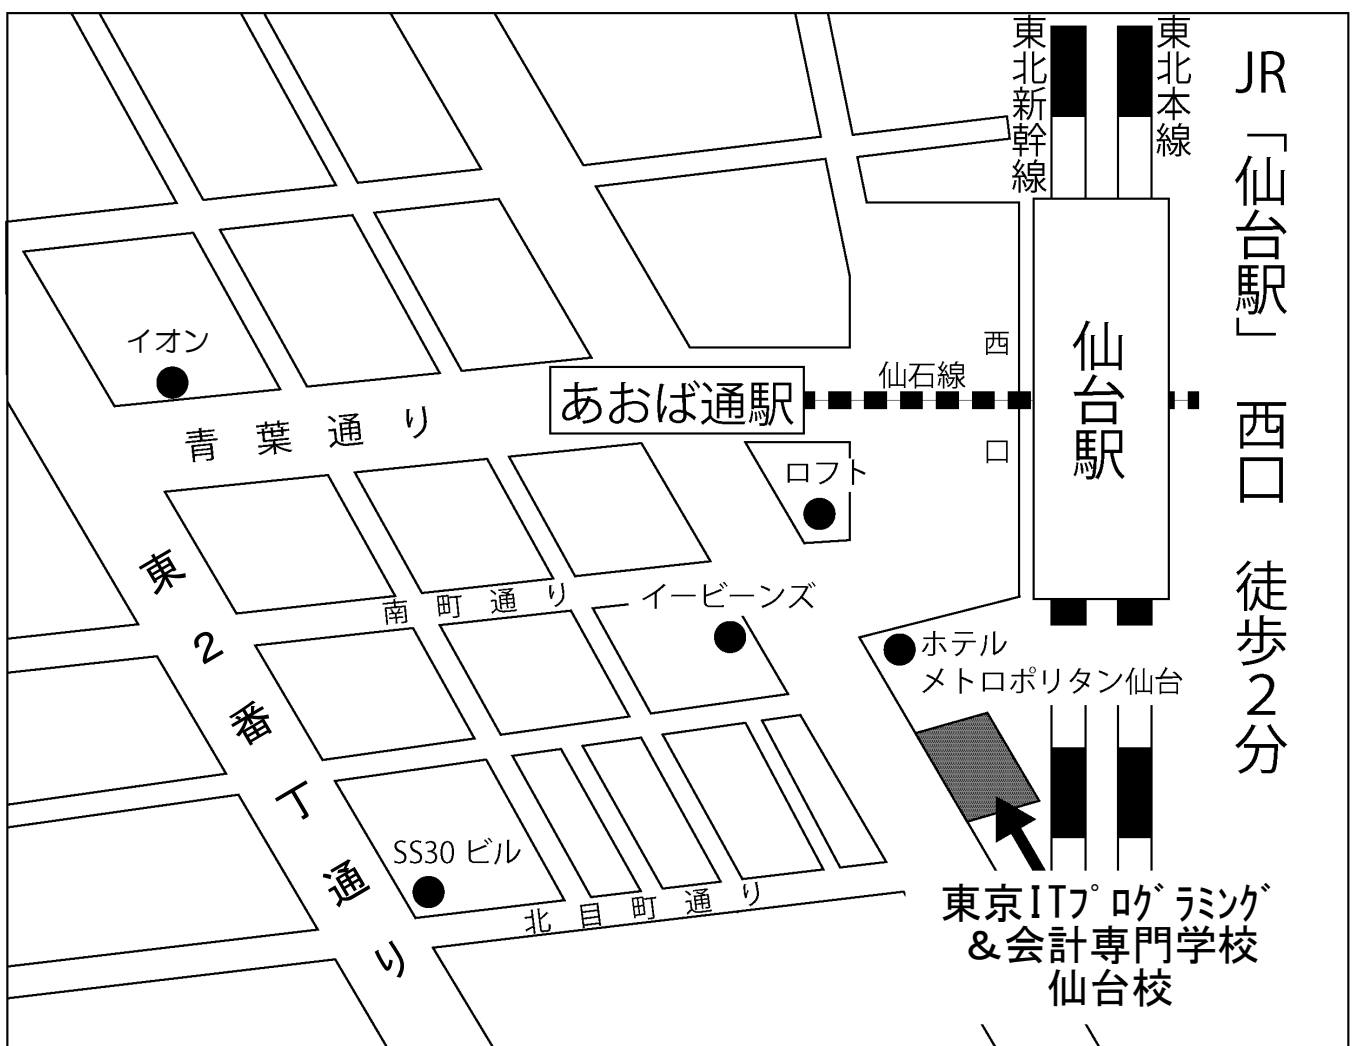 東北新幹線
東北本線
JR「仙台駅」 西口 徒歩2分
イオン
仙台駅
西口
仙石線
あおば通駅
青葉通り
ロフト
東2番丁通り
南町通り
イービーンズ
ホテル
メトロポリタン仙台
SS30 ビル
北目町通り
東京ITプログラミング
&会計専門学校
仙台校